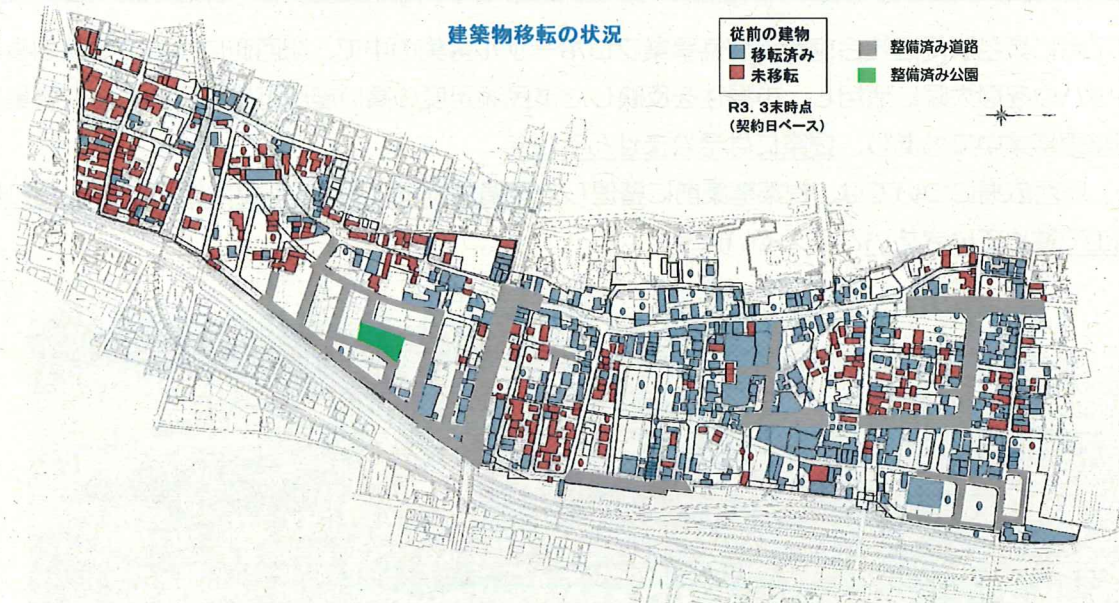 建築物移転の状況
従前の建物
移転済み
未移転
整備済み道路
整備済み公園
R3. 3末時点
(契約日ベース)